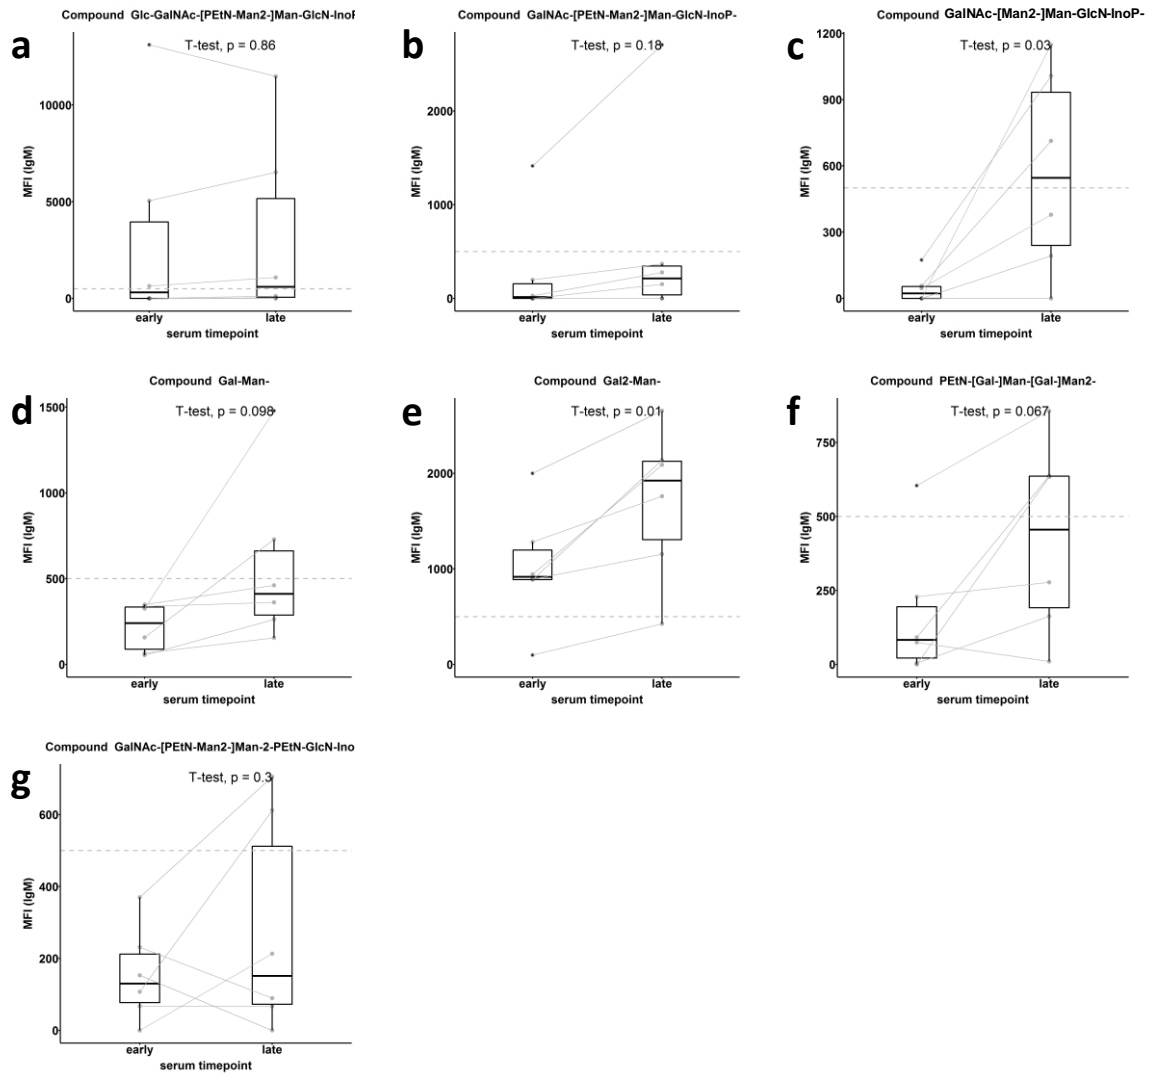 Compound Glc-GalNAc-[PEtN-Man2-]Man-GlcN-InoP
a
T-test, p = 0.86
10000
5000
0
MFI (IgM)
early
late
serum timepoint
Compound GalNAc-[PEtN-Man2-]Man-GlcN-InoP-
b
T-test, p = 0.18
2000
1000
0
MFI (IgM)
early
late
serum timepoint
Compound GalNAc-[Man2-]Man-GlcN-InoP-
c
T-test, p = 0.03
1200
900
600
300
0
MFI (IgM)
early
late
serum timepoint
Compound Gal-Man-
d
T-test, p = 0.098
1500
1000
500
0
MFI (IgM)
early
late
serum timepoint
Compound Gal2-Man-
e
T-test, p = 0.01
2000
1000
0
MFI (IgM)
early
late
serum timepoint
Compound PEtN-[Gal-]Man-[Gal-]Man2-
f
T-test, p = 0.067
750
500
250
0
MFI (IgM)
early
late
serum timepoint
Compound GalNAc-[PEtN-Man2-]Man-2-PEtN-GlcN-Ino
g
T-test, p = 0.3
600
400
200
0
MFI (IgM)
early
late
serum timepoint